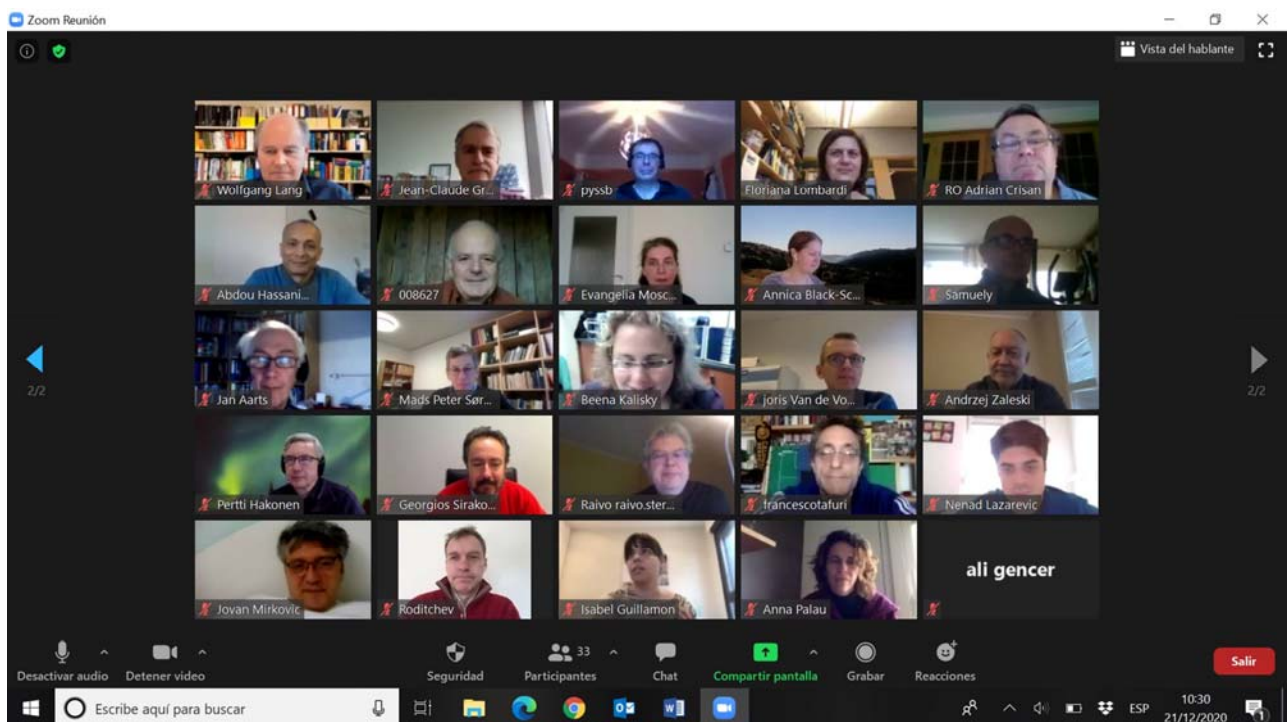 Zoom Reunión
Vista del hablante
Wolfgang Lang
Jean-Claude Gr...
pyssb
Floriana Lombardi
RO Adrian Crisan
Abdou Hassani...
008627
Evangelia Mosc...
Annica Black-Sc...
Samuely
2/2
2/2
Jan Aarts
Mads Peter Sør...
Beena Kalisky
joris Van de Vo...
Andrzej Zaleski
Pertti Hakonen
Georgios Sirako...
Raivo raivo.ster...
francescotafuri
Nenad Lazarevic
Jovan Mirkovic
Roditchev
Isabel Guillamon
Anna Palau
ali gencer
33
Desactivar audio
Detener video
Seguridad
Participantes
Chat
Compartir pantalla
Grabar
Reacciones
Salir
Escribe aquí para buscar
ESP
10:30
21/12/2020
1